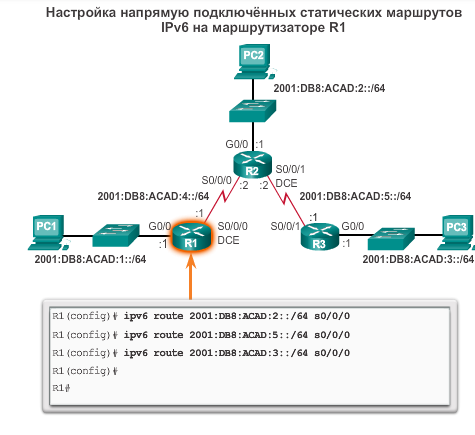 Настройка напрямую подключённых статических маршрутов
IPv6 на маршрутизаторе R1
PC2
2001:DB8:ACAD:2::/64
G0/0
:1
R2
S0/0/0
:2
:2
S0/0/1
DCE
2001:DB8:ACAD:4::/64
2001:DB8:ACAD:5::/64
PC1
G0/0
:1
:1
R1
S0/0/0
DCE
S0/0/1
:1
R3
G0/0
:1
PC3
2001:DB8:ACAD:1::/64
2001:DB8:ACAD:3::/64
R1(config)# ipv6 route 2001:DB8:ACAD:2::/64 s0/0/0
R1(config)# ipv6 route 2001:DB8:ACAD:5::/64 s0/0/0
R1(config)# ipv6 route 2001:DB8:ACAD:3::/64 s0/0/0
R1(config)#
R1#